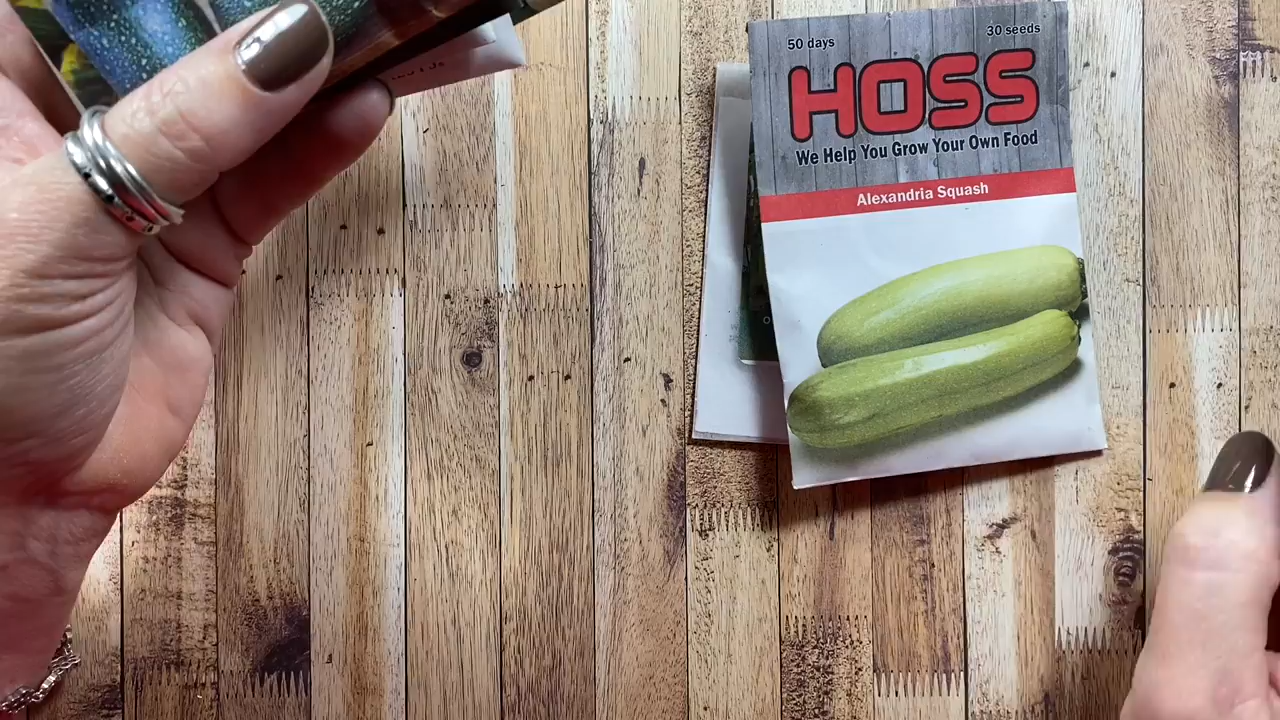 50 days
30 seeds
HOSS
We Help You Grow Your Own Food
Alexandria Squash